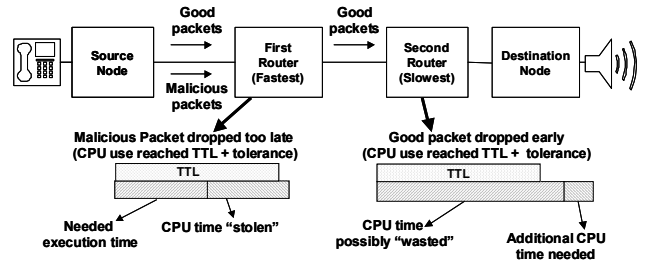 Good
packets
Good
packets
Source
Node
First
Router
(Fastest)
Second
Router
(Slowest)
Destination
Node
Malicious
packets
Malicious Packet dropped too late
(CPU use reached TTL + tolerance)
Good packet dropped early
(CPU use reached TTL + tolerance)
TTL
TTL
Needed
execution time
CPU time “stolen”
CPU time
possibly “wasted”
Additional CPU
time needed